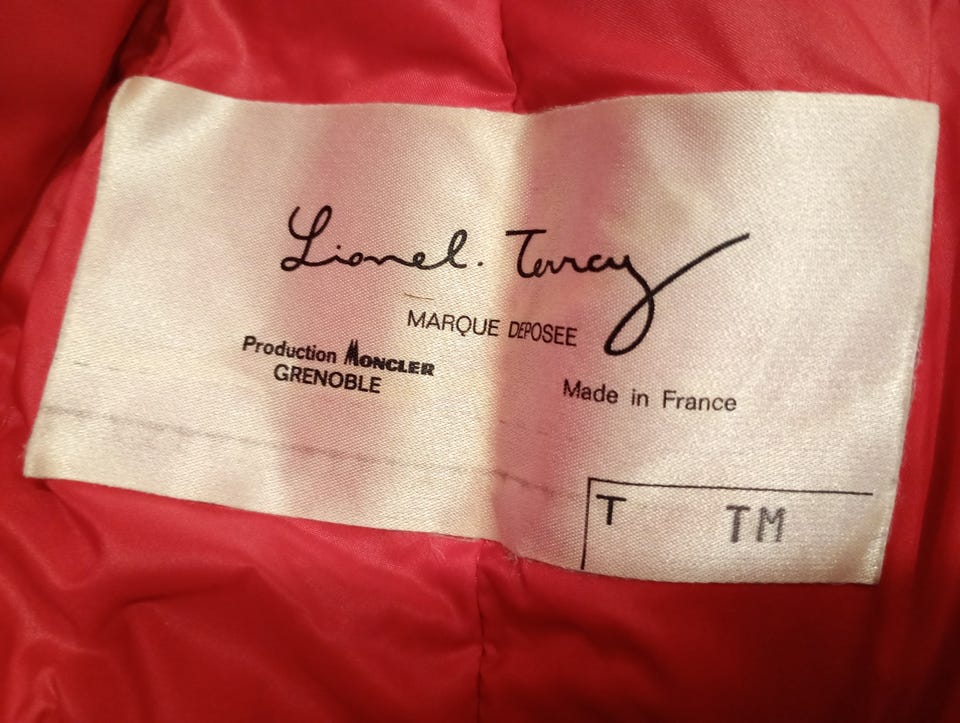 Lionel. Terray
MARQUE DEPOSEE
Production MONCLER
GRENOBLE
Made in France
T TM